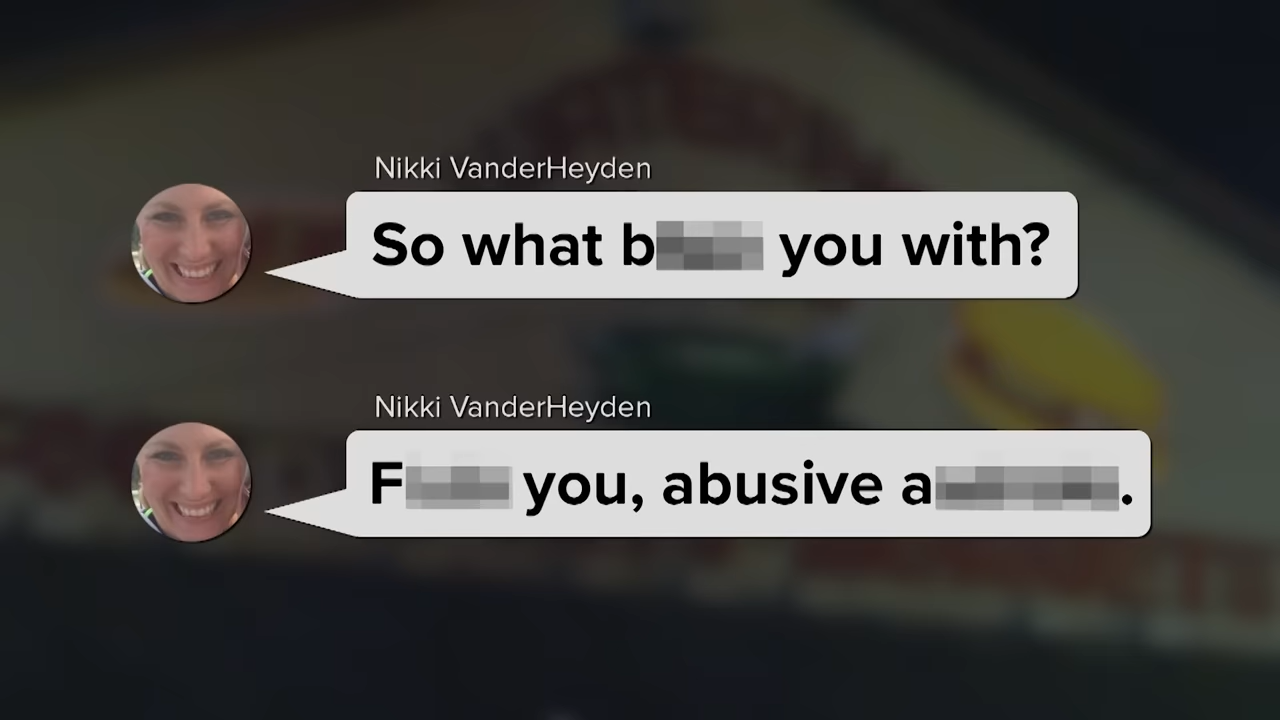 Nikki VanderHeyden
So what b you with?
Nikki VanderHeyden
F you, abusive a .